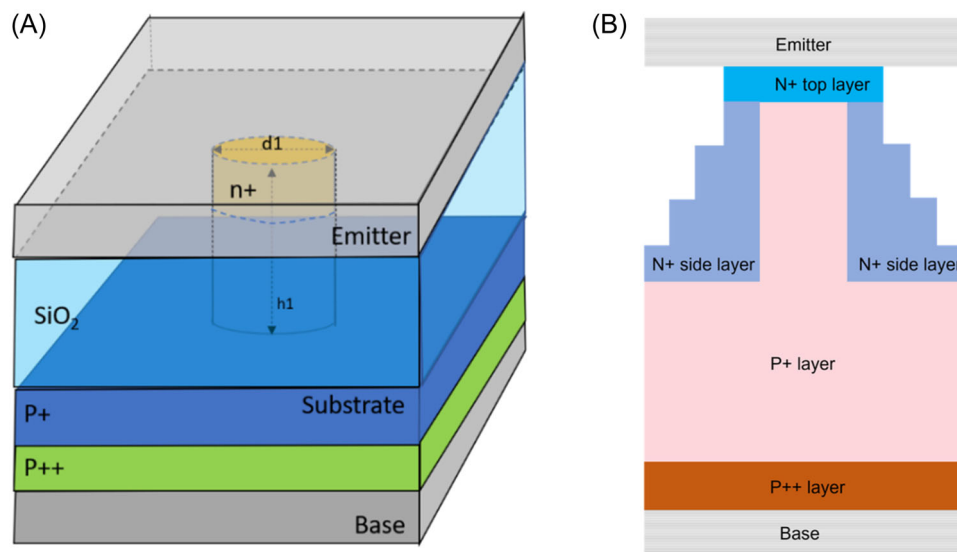 (A)
d1
n+
Emitter
h1
SiO2
Substrate
P+
P++
Base
(B)
Emitter
N+ top layer
N+ side layer
N+ side layer
P+ layer
P++ layer
Base